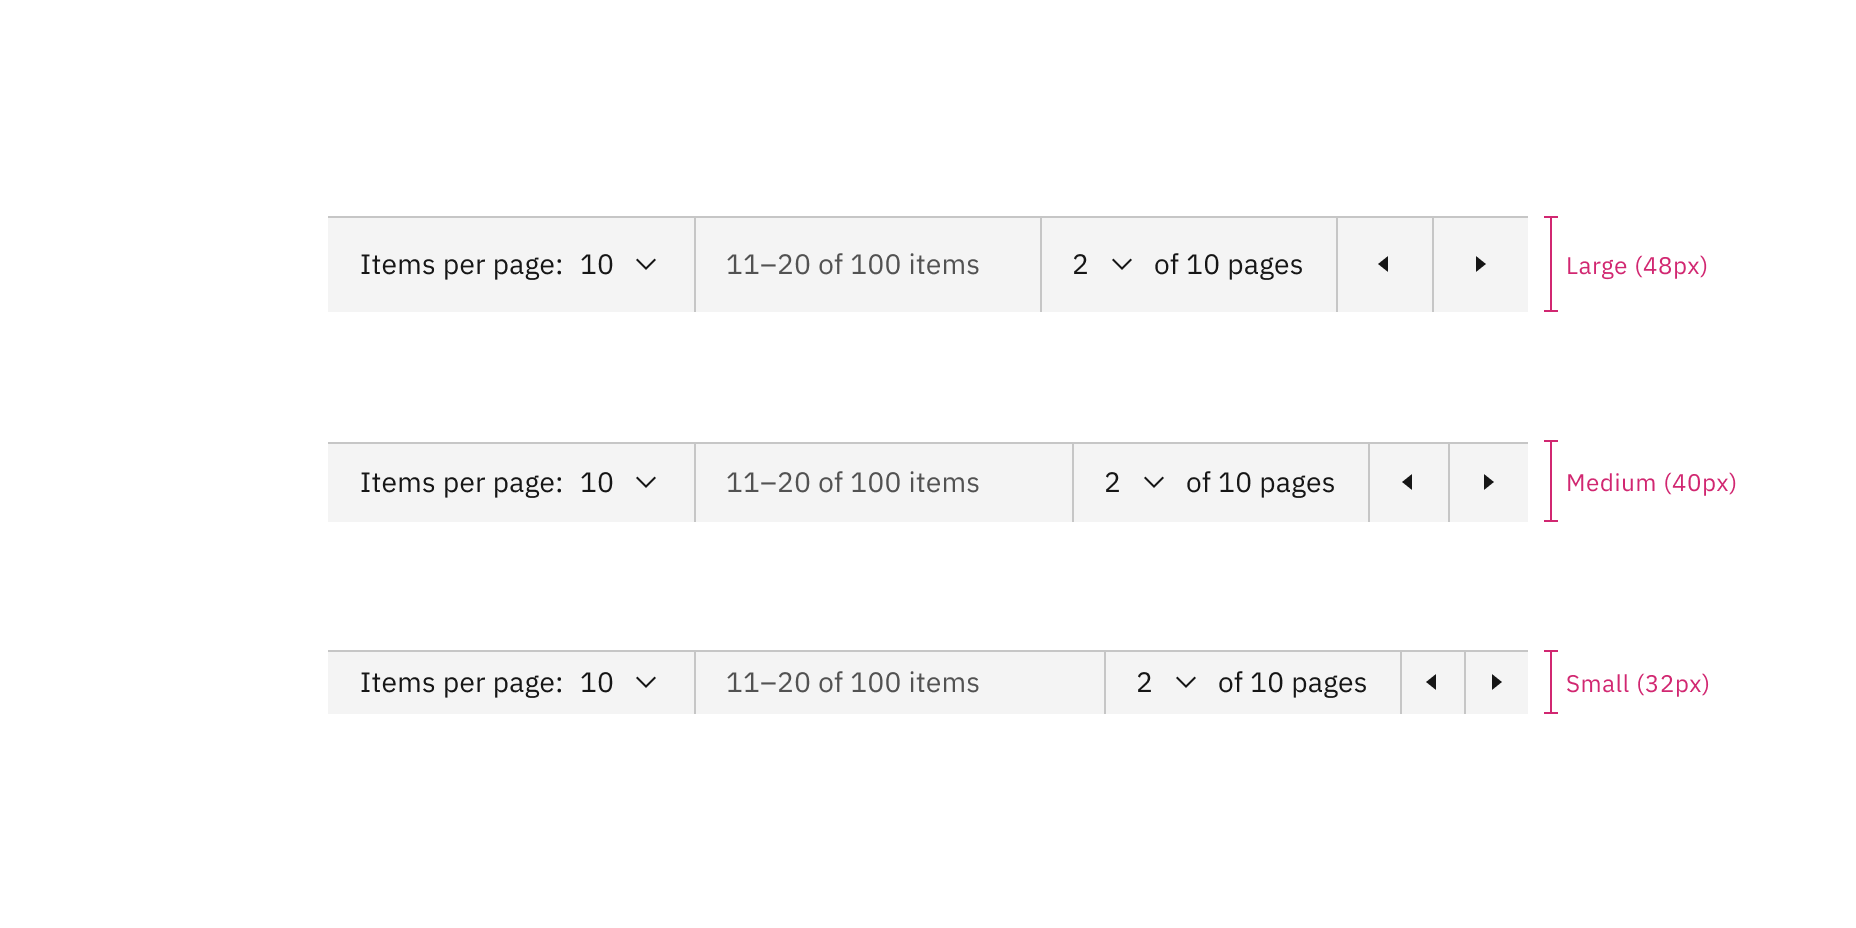 Items per page: 10 11–20 of 100 items 2 of 10 pages Large (48px)
Items per page: 10 11–20 of 100 items 2 of 10 pages Medium (40px)
Items per page: 10 11–20 of 100 items 2 of 10 pages Small (32px)